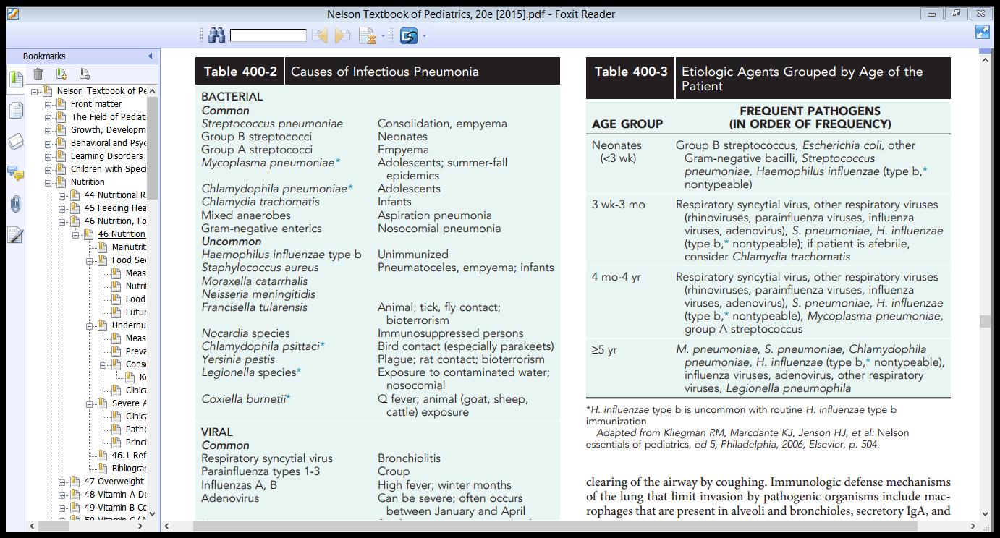 Nelson Textbook of Pediatrics, 20e [2015].pdf - Foxit Reader
Bookmarks
Nelson Textbook of Pe
Front matter
The Field of Pediat
Growth, Developm
Behavioral and Psyc
Learning Disorders
Children with Speci
Nutrition
44 Nutritional R
45 Feeding Hea
46 Nutrition, Fo
46 Nutrition
Malnutrit
Food Sec
Meas
Nutrit
Food
Futur
Undernu
Meas
Preva
Conse
Ke
Clinica
Severe A
Clinic
Patho
Princi
46.1 Ref
Bibliograp
47 Overweight
48 Vitamin A De
49 Vitamin B Co
50 Vitamin C (A
Table 400-2 Causes of Infectious Pneumonia
BACTERIAL
Common
Streptococcus pneumoniae Consolidation, empyema
Group B streptococci Neonates
Group A streptococci Empyema
Mycoplasma pneumoniae* Adolescents; summer-fall
epidemics
Chlamydophila pneumoniae* Adolescents
Chlamydia trachomatis Infants
Mixed anaerobes Aspiration pneumonia
Gram-negative enterics Nosocomial pneumonia
Uncommon
Haemophilus influenzae type b Unimmunized
Staphylococcus aureus Pneumatoceles, empyema; infants
Moraxella catarrhalis
Neisseria meningitidis
Francisella tularensis Animal, tick, fly contact;
bioterrorism
Nocardia species Immunosuppressed persons
Chlamydophila psittaci* Bird contact (especially parakeets)
Yersinia pestis Plague; rat contact; bioterrorism
Legionella species* Exposure to contaminated water;
nosocomial
Coxiella burnetii* Q fever; animal (goat, sheep,
cattle) exposure
VIRAL
Common
Respiratory syncytial virus Bronchiolitis
Parainfluenza types 1-3 Croup
Influenzas A, B High fever; winter months
Adenovirus Can be severe; often occurs
between January and April
Table 400-3 Etiologic Agents Grouped by Age of the
Patient
AGE GROUP FREQUENT PATHOGENS
(IN ORDER OF FREQUENCY)
Neonates Group B streptococcus, Escherichia coli, other
(<3 wk) Gram-negative bacilli, Streptococcus
pneumoniae, Haemophilus influenzae (type b,*
nontypeable)
3 wk-3 mo Respiratory syncytial virus, other respiratory viruses
(rhinoviruses, parainfluenza viruses, influenza
viruses, adenovirus), S. pneumoniae, H. influenzae
(type b,* nontypeable); if patient is afebrile,
consider Chlamydia trachomatis
4 mo-4 yr Respiratory syncytial virus, other respiratory viruses
(rhinoviruses, parainfluenza viruses, influenza
viruses, adenovirus), S. pneumoniae, H. influenzae
(type b,* nontypeable), Mycoplasma pneumoniae,
group A streptococcus
≥5 yr M. pneumoniae, S. pneumoniae, Chlamydophila
pneumoniae, H. influenzae (type b,* nontypeable),
influenza viruses, adenovirus, other respiratory
viruses, Legionella pneumophila
*H. influenzae type b is uncommon with routine H. influenzae type b
immunization.
Adapted from Kliegman RM, Marcdante KJ, Jenson HJ, et al: Nelson
essentials of pediatrics, ed 5, Philadelphia, 2006, Elsevier, p. 504.
clearing of the airway by coughing. Immunologic defense mechanisms
of the lung that limit invasion by pathogenic organisms include mac-
rophages that are present in alveoli and bronchioles, secretory IgA, and